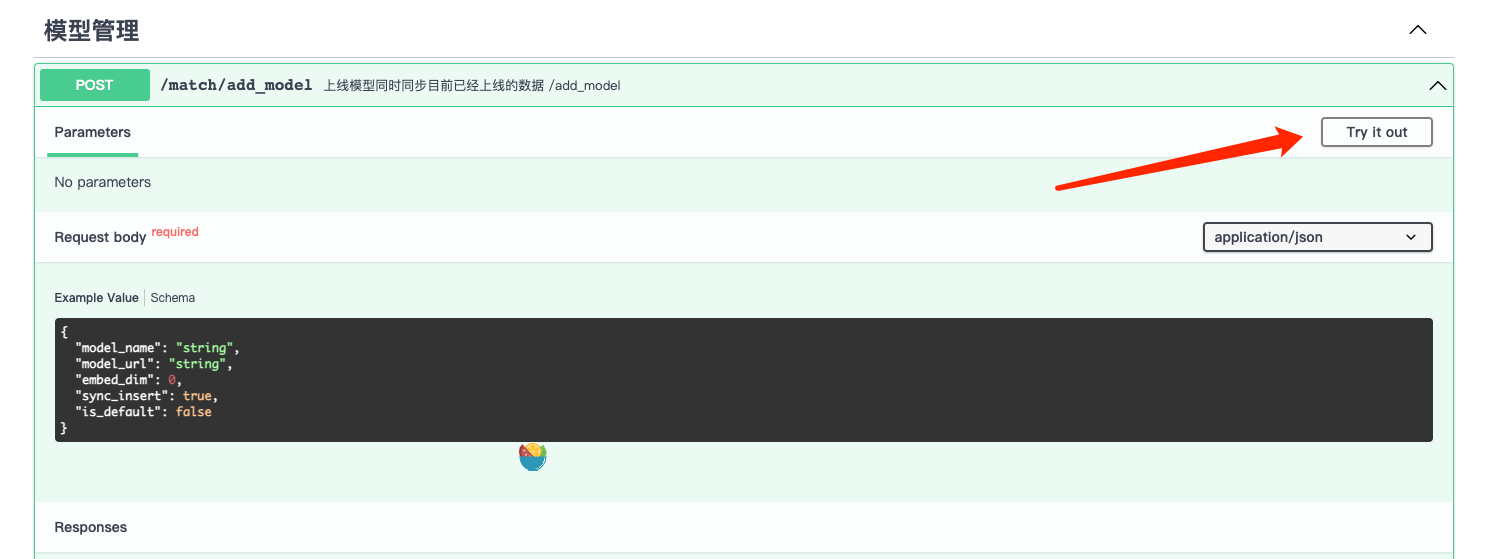 模型管理
POST /match/add_model 上线模型同时同步目前已经上线的数据 /add_model
Parameters
Try it out
No parameters
Request body required
application/json
Example Value Schema
{
"model_name": "string",
"model_url": "string",
"embed_dim": 0,
"sync_insert": true,
"is_default": false
}
Responses